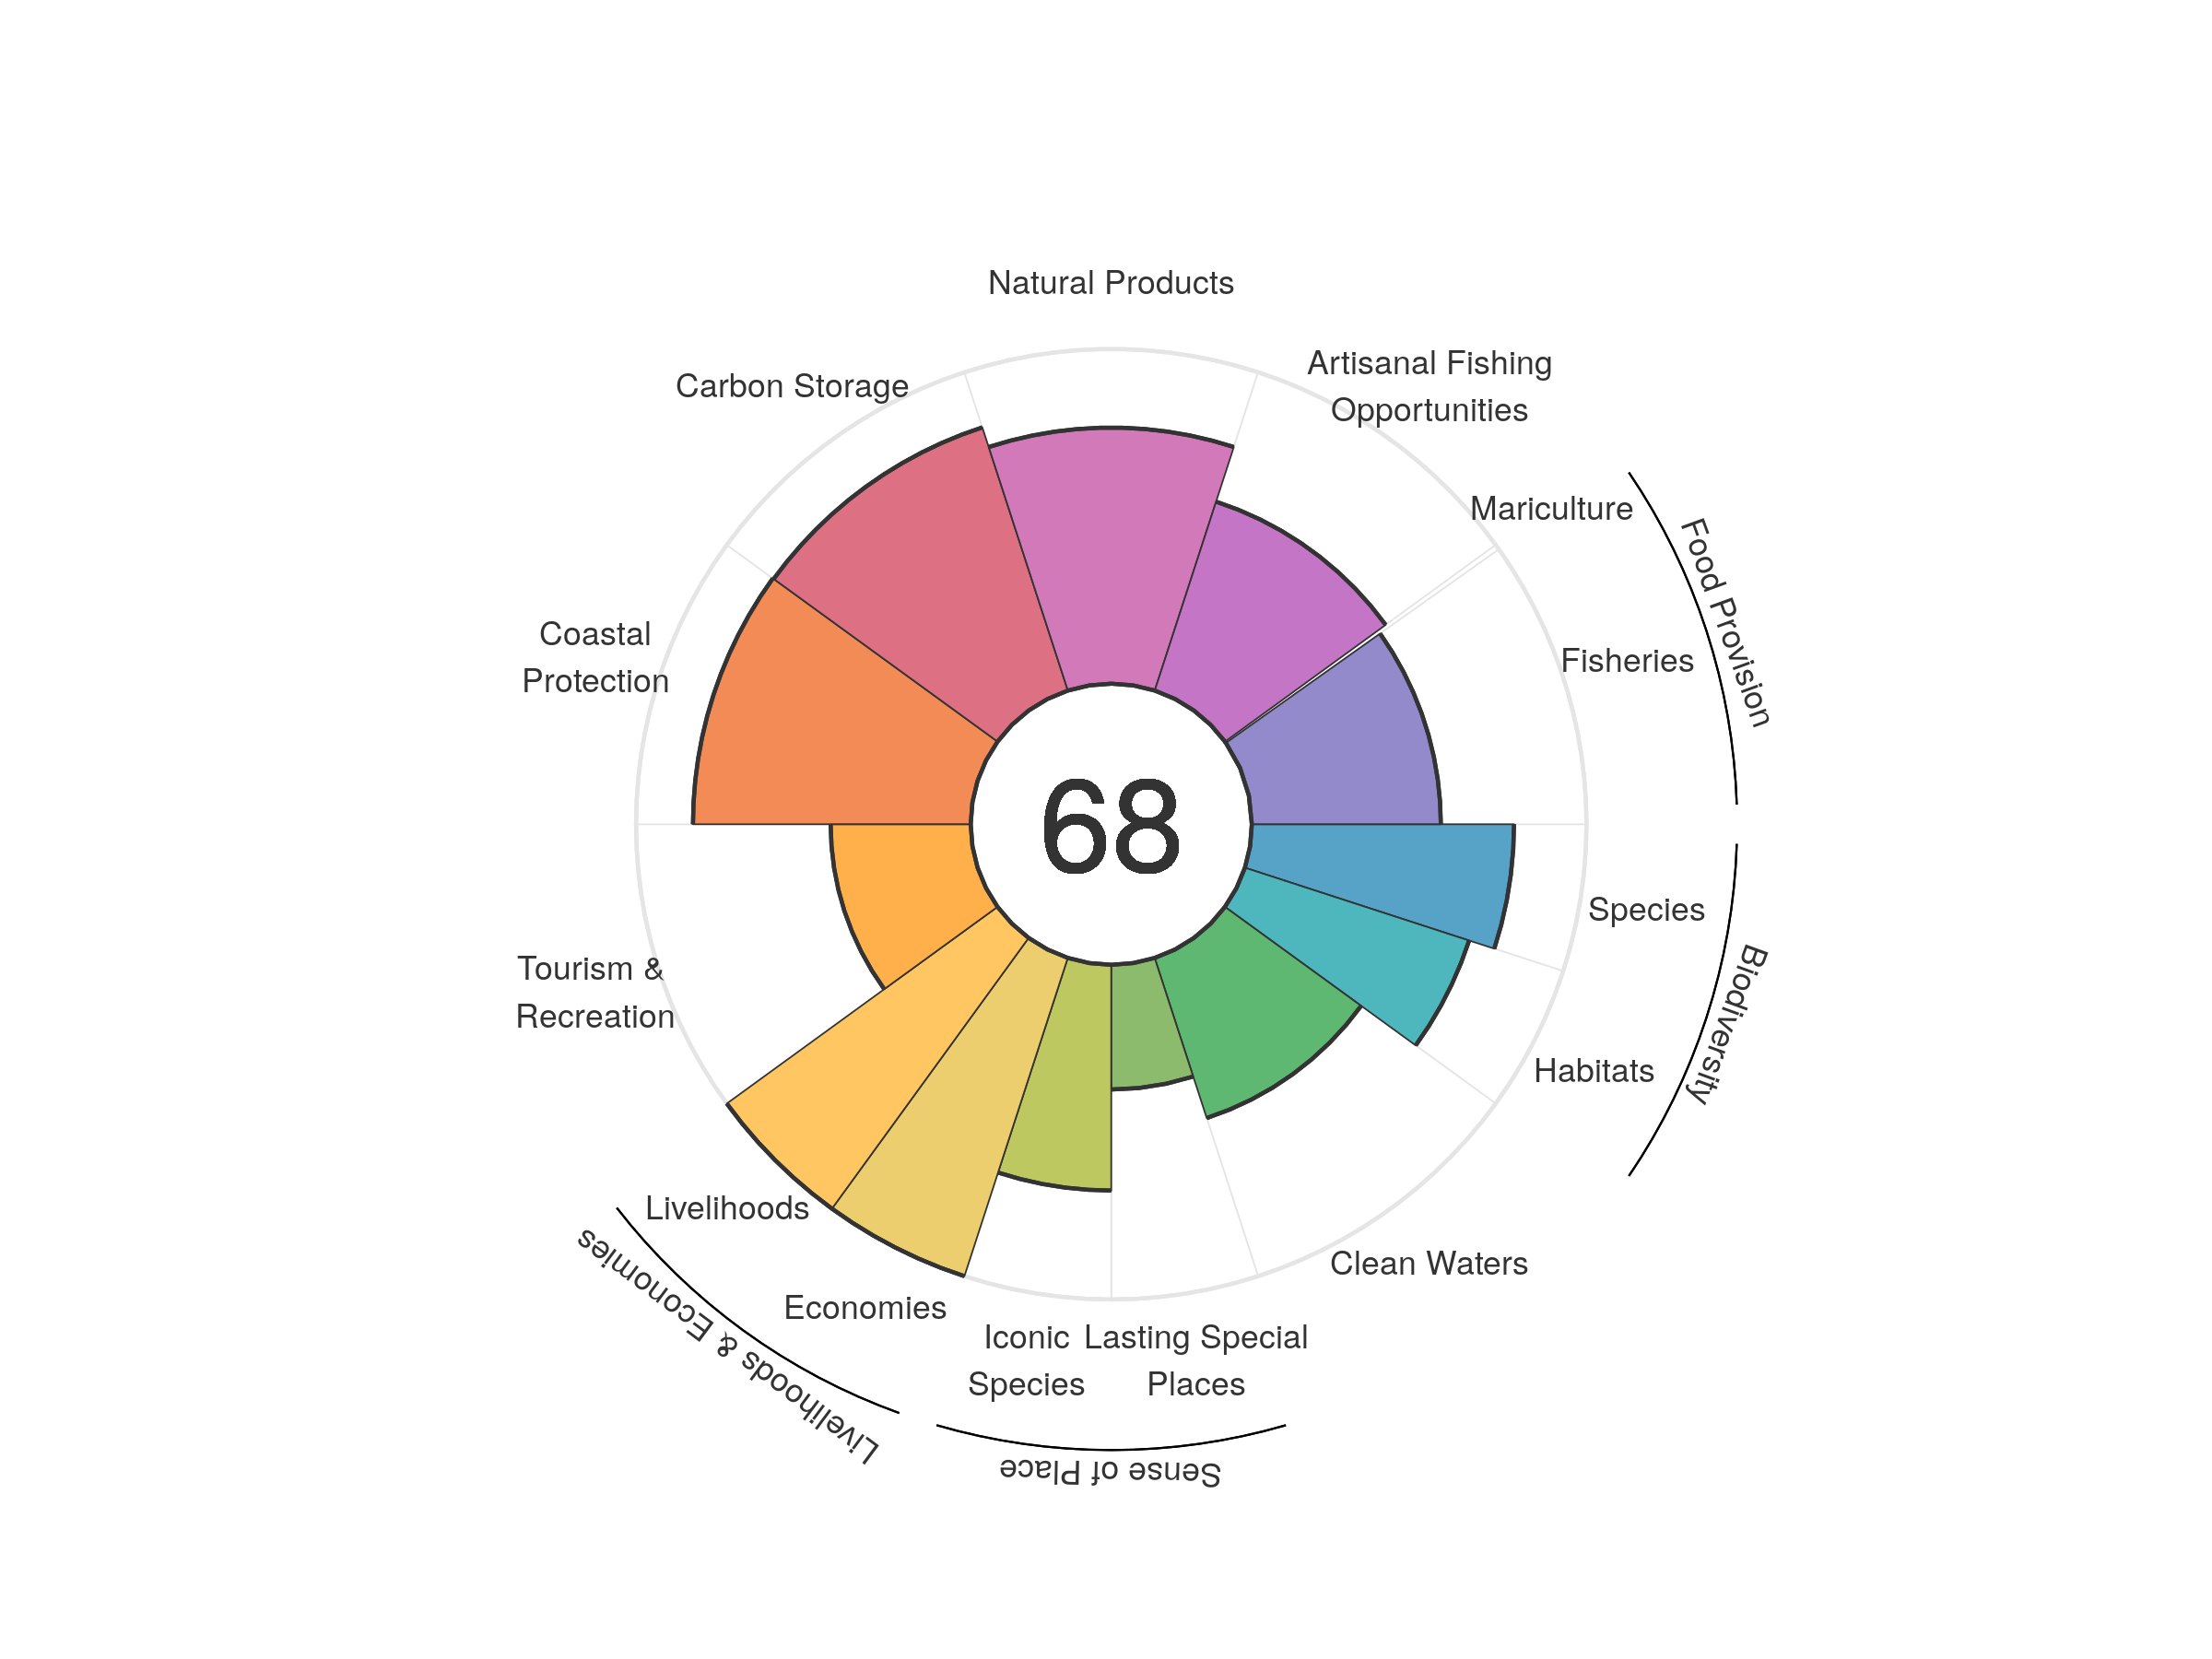 Natural Products
Artisanal Fishing
Opportunities
Carbon Storage
Mariculture
Food Provision
Fisheries
Coastal
Protection
68
Species
Biodiversity
Habitats
Tourism &
Recreation
Livelihoods
Clean Waters
Economies
Livelihoods & Economies
Iconic
Species
Lasting Special
Places
Sense of Place